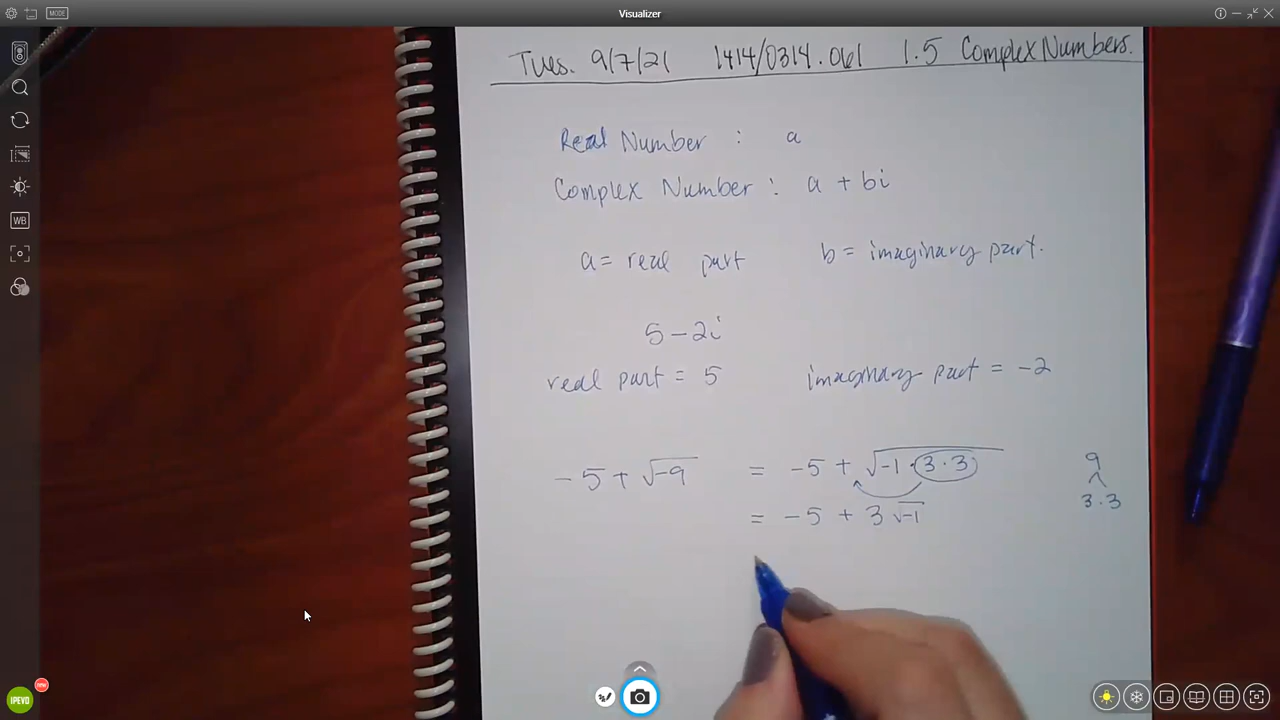 MODE
Visualizer
Tues. 9/7/21 1414/0314.061 1.5 Complex Numbers.
Real Number : a
Complex Number : a + bi
a = real part b = imaginary part.
5 - 2i
real part = 5 imaginary part = -2
-5 + √-9 = -5 + √-1·3·3
9
3·3
= -5 + 3√-1
WB
IPEVO